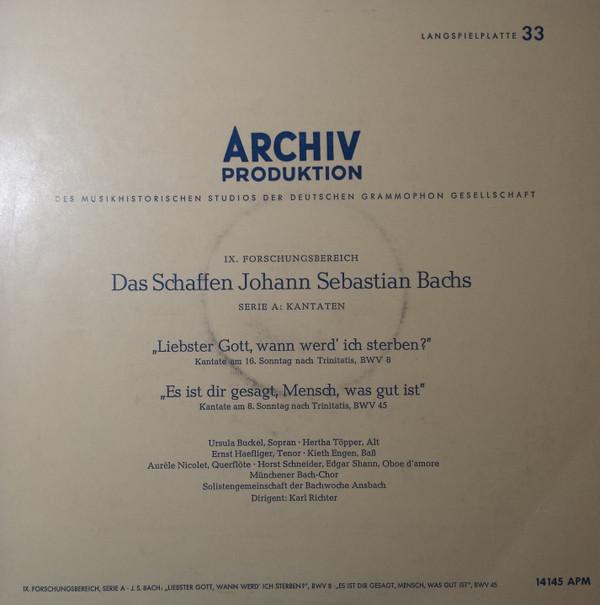 LANGSPIELPLATTE 33
ARCHIV
PRODUKTION
DES MUSIKHISTORISCHEN STUDIOS DER DEUTSCHEN GRAMMOPHON GESELLSCHAFT
IX. FORSCHUNGSBEREICH
Das Schaffen Johann Sebastian Bachs
SERIE A: KANTATEN
„Liebster Gott, wann werd' ich sterben?"
Kantate am 16. Sonntag nach Trinitatis, BWV 8
„Es ist dir gesagt, Mensch, was gut ist"
Kantate am 8. Sonntag nach Trinitatis, BWV 45
Ursula Buckel, Sopran · Hertha Töpper, Alt
Ernst Haefliger, Tenor · Kieth Engen, Baß
Aurèle Nicolet, Querflöte · Horst Schneider, Edgar Shann, Oboe d'amore
Münchener Bach-Chor
Solistengemeinschaft der Bachwoche Ansbach
Dirigent: Karl Richter
IX. FORSCHUNGSBEREICH, SERIE A - J. S. BACH: „LIEBSTER GOTT, WANN WERD' ICH STERBEN?", BWV 8 - „ES IST DIR GESAGT, MENSCH, WAS GUT IST", BWV 45
14145 APM